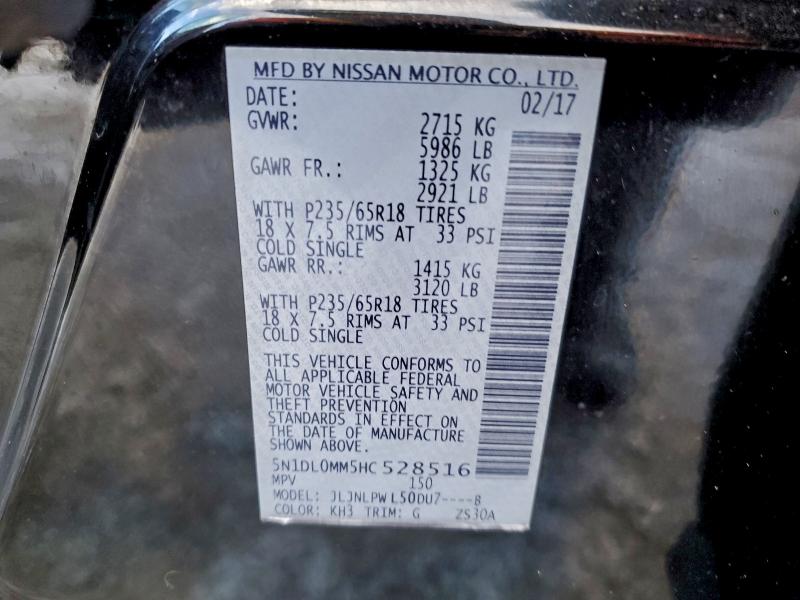 MFD BY NISSAN MOTOR CO., LTD.
DATE: 02/17
GVWR: 2715 KG
5986 LB
GAWR FR.: 1325 KG
2921 LB
WITH P235/65R18 TIRES
18 X 7.5 RIMS AT 33 PSI
COLD SINGLE
GAWR RR.: 1415 KG
3120 LB
WITH P235/65R18 TIRES
18 X 7.5 RIMS AT 33 PSI
COLD SINGLE
THIS VEHICLE CONFORMS TO
ALL APPLICABLE FEDERAL
MOTOR VEHICLE SAFETY AND
THEFT PREVENTION
STANDARDS IN EFFECT ON
THE DATE OF MANUFACTURE
SHOWN ABOVE.
5N1DL0MM5HC528516
MPV 150
MODEL: JLJNLPW L50DU7----B
COLOR: KH3 TRIM: G ZS30A